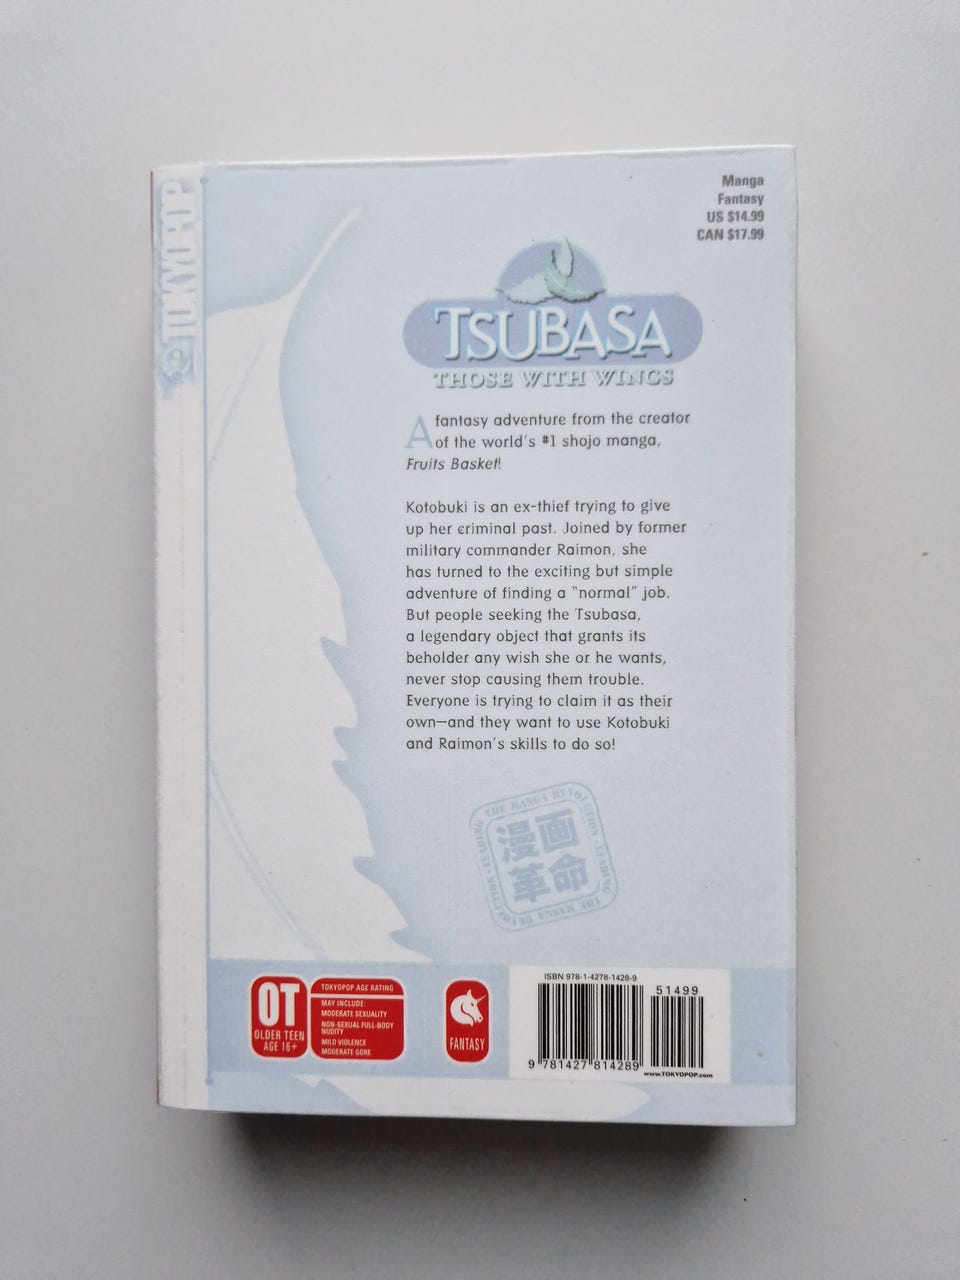 TOKYOPOP
Manga
Fantasy
US $14.99
CAN $17.99
TSUBASA
THOSE WITH WINGS
A fantasy adventure from the creator
of the world's #1 shojo manga,
Fruits Basket!
Kotobuki is an ex-thief trying to give
up her criminal past. Joined by former
military commander Raimon, she
has turned to the exciting but simple
adventure of finding a "normal" job.
But people seeking the Tsubasa,
a legendary object that grants its
beholder any wish she or he wants,
never stop causing them trouble.
Everyone is trying to claim it as their
own—and they want to use Kotobuki
and Raimon's skills to do so!
LEADING THE MANGA REVOLUTION • LEADING THE MANGA REVOLUTION •
漫画
革命
OT
OLDER TEEN
AGE 16+
TOKYOPOP AGE RATING
MAY INCLUDE:
MODERATE SEXUALITY
NON-SEXUAL FULL-BODY
NUDITY
MILD VIOLENCE
MODERATE GORE
FANTASY
ISBN 978-1-4278-1428-9
51499
9 781427 814289
www.TOKYOPOP.com